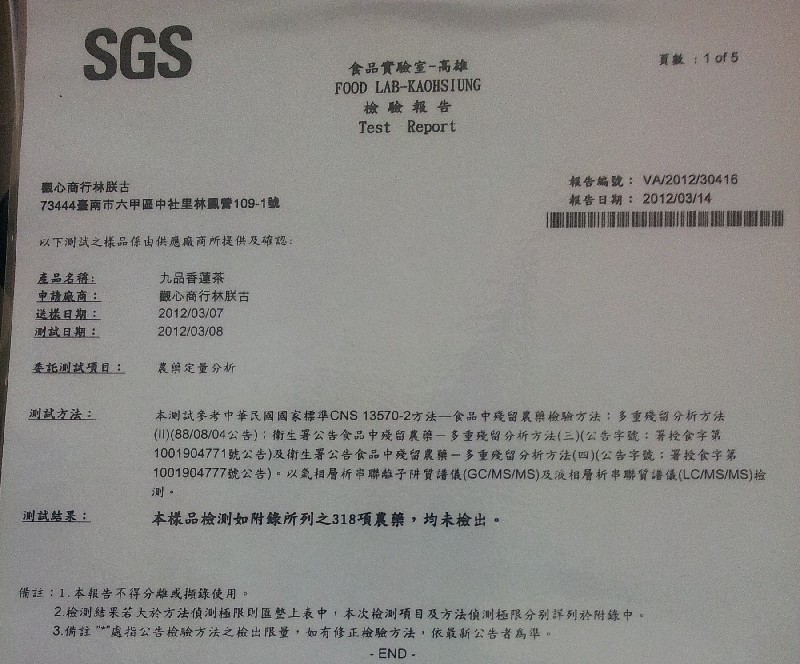 SGS
食品實驗室-高雄
頁數 : 1 of 5
FOOD LAB-KAOHSIUNG
檢驗報告
Test Report
觀心商行林朕古
73444臺南市六甲區中社里林鳳營109-1號
報告編號: VA/2012/30416
報告日期: 2012/03/14
以下測試之樣品係由供應廠商所提供及確認:
產品名稱: 九品香蓮茶
申請廠商: 觀心商行林朕古
送樣日期: 2012/03/07
測試日期: 2012/03/08
委託測試項目: 農藥定量分析
測試方法: 本測試參考中華民國國家標準CNS 13570-2方法—食品中殘留農藥檢驗方法:多重殘留分析方法
(II)(88/08/04公告);衛生署公告食品中殘留農藥－多重殘留分析方法(三)(公告字號:署授食字第
1001904771號公告)及衛生署公告食品中殘留農藥－多重殘留分析方法(四)(公告字號:署授食字第
1001904777號公告)。以氣相層析串聯離子阱質譜儀(GC/MS/MS)及液相層析串聯質譜儀(LC/MS/MS)檢
測。
測試結果: 本樣品檢測如附錄所列之318項農藥,均未檢出。
備註:1.本報告不得分離或擷錄使用。
2.檢測結果若大於方法偵測極限則匯整上表中,本次檢測項目及方法偵測極限分別詳列於附錄中。
3.備註 "*"處指公告檢驗方法之檢出限量,如有修正檢驗方法,依最新公告者為準。
- END -